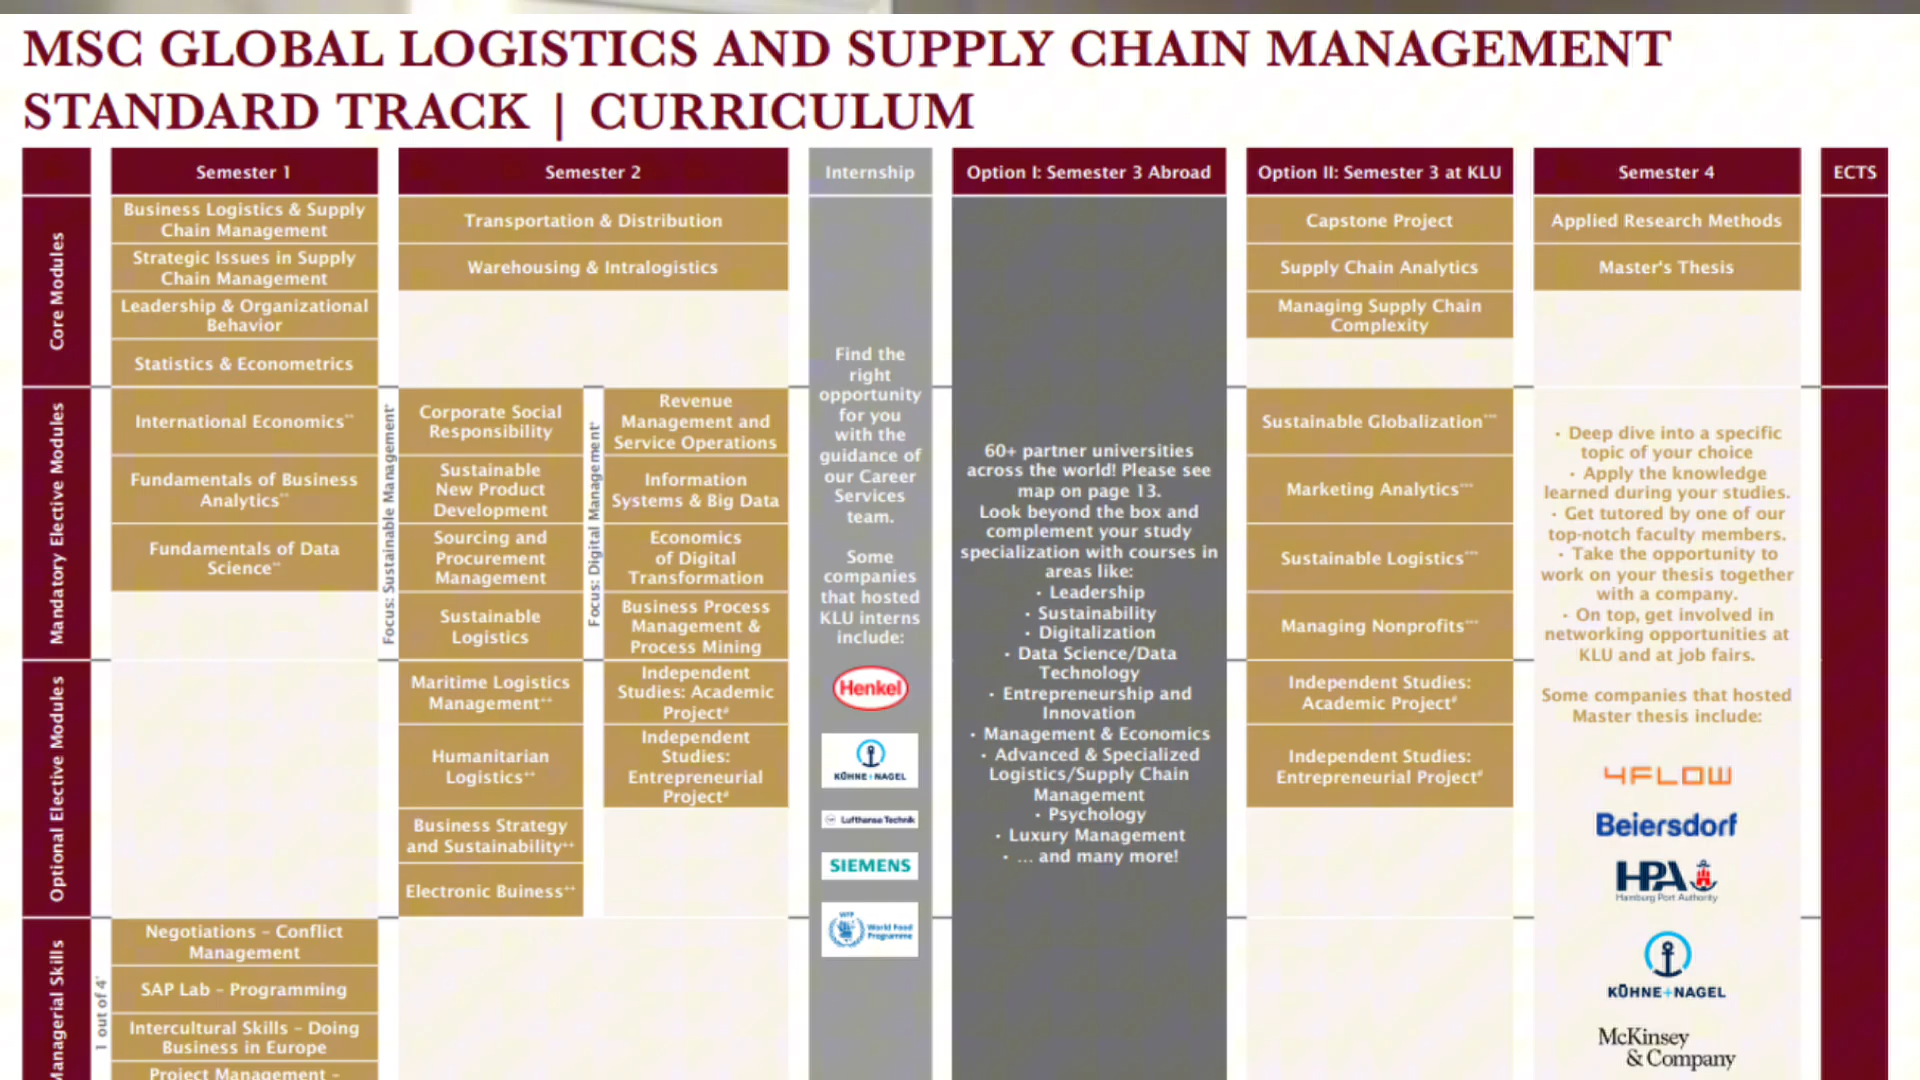 MSC GLOBAL LOGISTICS AND SUPPLY CHAIN MANAGEMENT
STANDARD TRACK | CURRICULUM
Semester 1
Semester 2
Internship
Option I: Semester 3 Abroad
Option II: Semester 3 at KLU
Semester 4
ECTS
Core Modules
Business Logistics & Supply
Chain Management
Strategic Issues in Supply
Chain Management
Leadership & Organizational
Behavior
Statistics & Econometrics
Transportation & Distribution
Warehousing & Intralogistics
Capstone Project
Supply Chain Analytics
Managing Supply Chain
Complexity
Applied Research Methods
Master's Thesis
Mandatory Elective Modules
International Economics**
Fundamentals of Business
Analytics**
Fundamentals of Data
Science**
Focus: Sustainable Management*
Corporate Social
Responsibility
Sustainable
New Product
Development
Sourcing and
Procurement
Management
Sustainable
Logistics
Focus: Digital Management*
Revenue
Management and
Service Operations
Information
Systems & Big Data
Economics
of Digital
Transformation
Business Process
Management &
Process Mining
Sustainable Globalization***
Marketing Analytics***
Sustainable Logistics***
Managing Nonprofits***
Optional Elective Modules
Maritime Logistics
Management++
Humanitarian
Logistics++
Business Strategy
and Sustainability++
Electronic Buiness++
Independent
Studies: Academic
Project#
Independent
Studies:
Entrepreneurial
Project#
Independent Studies:
Academic Project#
Independent Studies:
Entrepreneurial Project#
Managerial Skills
1 out of 4+
Negotiations – Conflict
Management
SAP Lab – Programming
Intercultural Skills – Doing
Business in Europe
Project Management –
Find the
right
opportunity
for you
with the
guidance of
our Career
Services
team.
Some
companies
that hosted
KLU interns
include:
Henkel
KÜHNE+NAGEL
Lufthansa Technik
SIEMENS
WFP
World Food
Programme
60+ partner universities
across the world! Please see
map on page 13.
Look beyond the box and
complement your study
specialization with courses in
areas like:
• Leadership
• Sustainability
• Digitalization
• Data Science/Data
Technology
• Entrepreneurship and
Innovation
• Management & Economics
• Advanced & Specialized
Logistics/Supply Chain
Management
• Psychology
• Luxury Management
• ... and many more!
• Deep dive into a specific
topic of your choice
• Apply the knowledge
learned during your studies.
• Get tutored by one of our
top-notch faculty members.
• Take the opportunity to
work on your thesis together
with a company.
• On top, get involved in
networking opportunities at
KLU and at job fairs.
Some companies that hosted
Master thesis include:
4FLOW
Beiersdorf
HPA
Hamburg Port Authority
KÜHNE+NAGEL
McKinsey
& Company